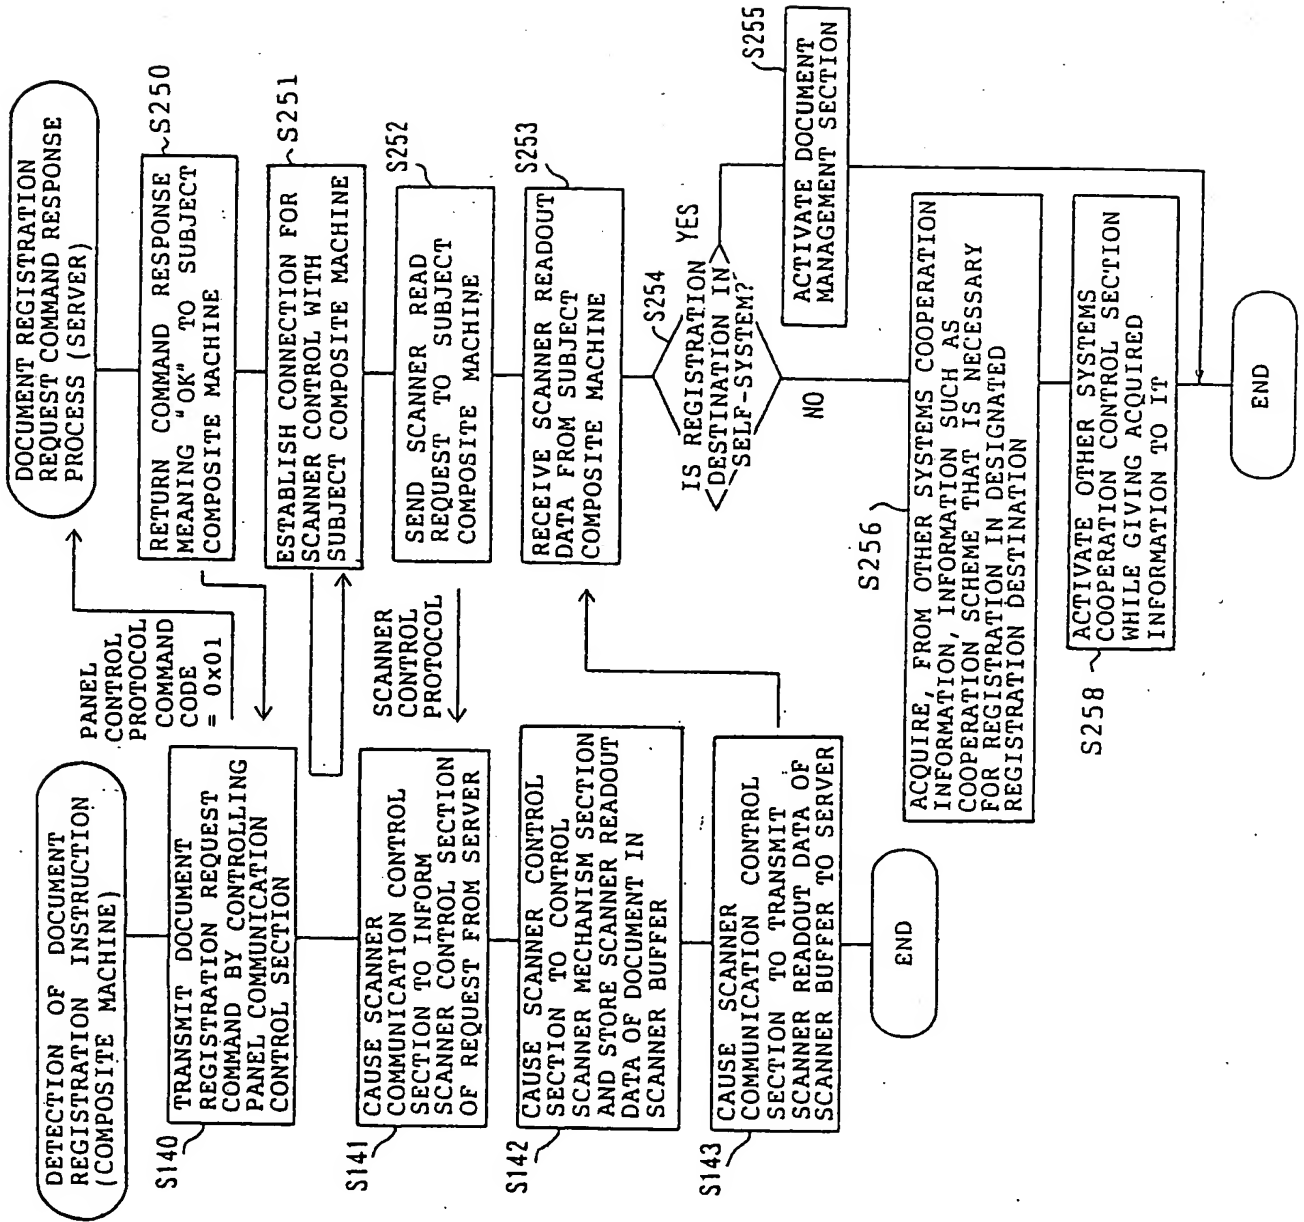 DETECTION OF DOCUMENT
REGISTRATION INSTRUCTION
(COMPOSITE MACHINE)
S140
TRANSMIT DOCUMENT
REGISTRATION REQUEST
COMMAND BY CONTROLLING
PANEL COMMUNICATION
CONTROL SECTION
S141
CAUSE SCANNER
COMMUNICATION CONTROL
SECTION TO INFORM
SCANNER CONTROL SECTION
OF REQUEST FROM SERVER
S142
CAUSE SCANNER CONTROL
SECTION TO CONTROL
SCANNER MECHANISM SECTION
AND STORE SCANNER READOUT
DATA OF DOCUMENT IN
SCANNER BUFFER
S143
CAUSE SCANNER
COMMUNICATION CONTROL
SECTION TO TRANSMIT
SCANNER READOUT DATA OF
SCANNER BUFFER TO SERVER
END
PANEL
CONTROL
PROTOCOL
COMMAND
CODE
= 0x01
SCANNER
CONTROL
PROTOCOL
DOCUMENT REGISTRATION
REQUEST COMMAND RESPONSE
PROCESS (SERVER)
S250
RETURN COMMAND RESPONSE
MEANING "OK" TO SUBJECT
COMPOSITE MACHINE
S251
ESTABLISH CONNECTION FOR
SCANNER CONTROL WITH
SUBJECT COMPOSITE MACHINE
S252
SEND SCANNER READ
REQUEST TO SUBJECT
COMPOSITE MACHINE
S253
RECEIVE SCANNER READOUT
DATA FROM SUBJECT
COMPOSITE MACHINE
S254
IS REGISTRATION
DESTINATION IN
SELF-SYSTEM?
YES
NO
S255
ACTIVATE DOCUMENT
MANAGEMENT SECTION
S256
ACQUIRE, FROM OTHER SYSTEMS COOPERATION
INFORMATION, INFORMATION SUCH AS
COOPERATION SCHEME THAT IS NECESSARY
FOR REGISTRATION IN DESIGNATED
REGISTRATION DESTINATION
S258
ACTIVATE OTHER SYSTEMS
COOPERATION CONTROL SECTION
WHILE GIVING ACQUIRED
INFORMATION TO IT
END